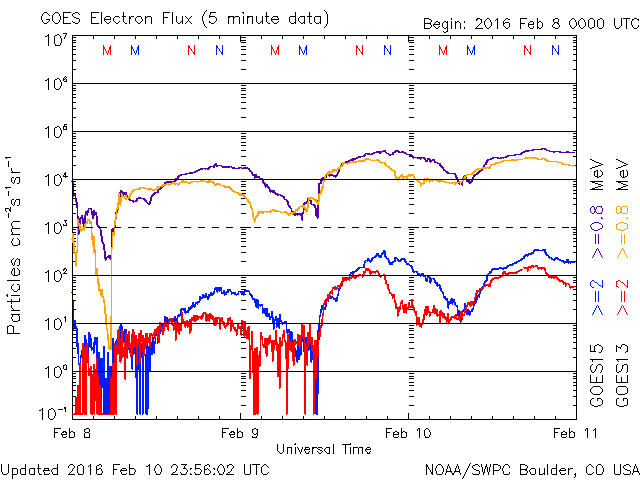 GOES Electron Flux (5 minute data) Begin: 2016 Feb 8 0000 UTC
10⁷
M M N N M M N N M M N N
10⁶
10⁵
10⁴
10³
10²
10¹
10⁰
10⁻¹
Particles cm⁻²s⁻¹sr⁻¹
Feb 8 Feb 9 Feb 10 Feb 11
Universal Time
GOES15 >=2 >=0.8 MeV
GOES13 >=2 >=0.8 MeV
Updated 2016 Feb 10 23:56:02 UTC NOAA/SWPC Boulder, CO USA